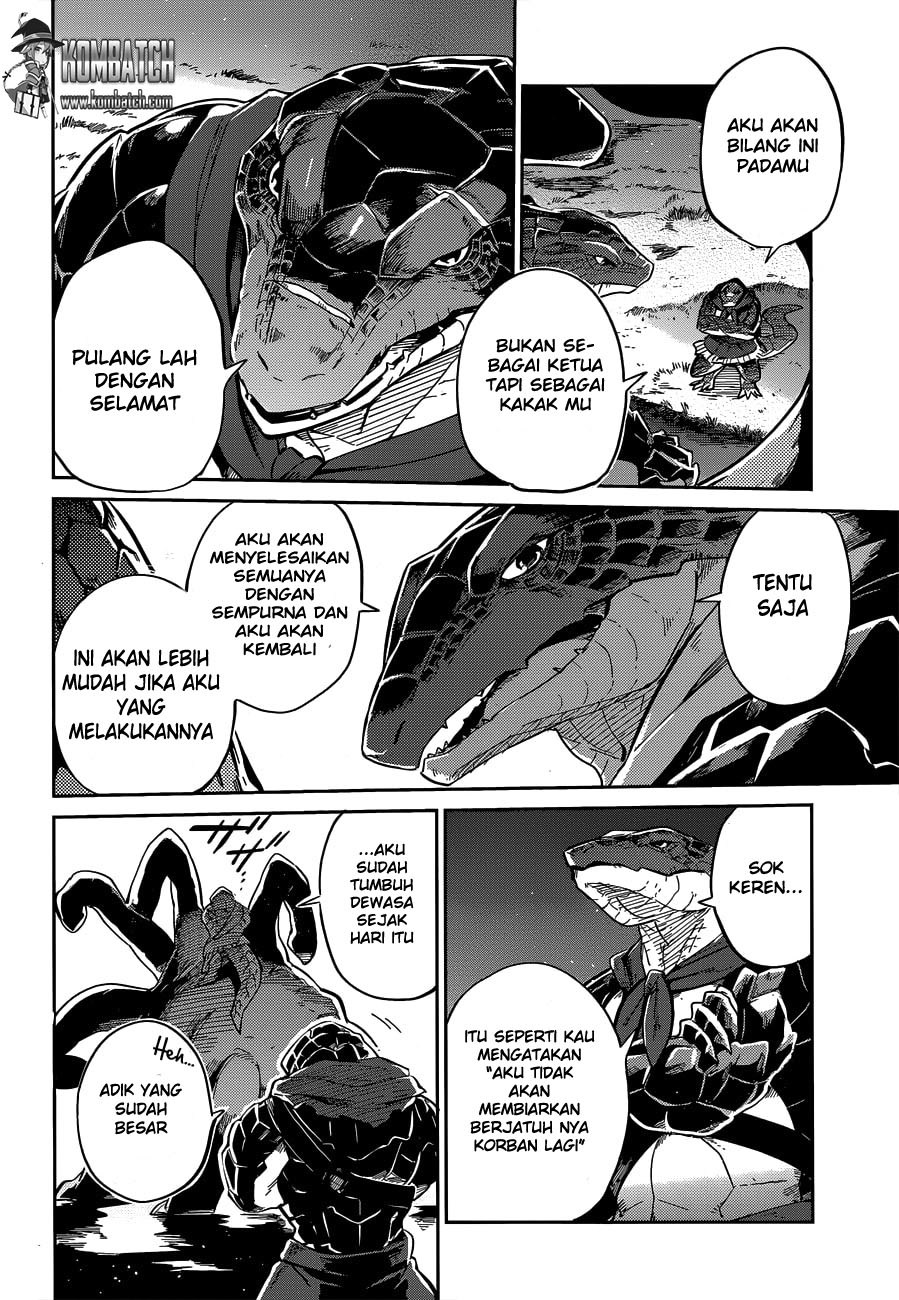 KOMBATCH
www.kombatch.com
AKU AKAN
BILANG INI
PADAMU
BUKAN SE-
BAGAI KETUA
TAPI SEBAGAI
KAKAK MU
PULANG LAH
DENGAN
SELAMAT
TENTU
SAJA
AKU AKAN
MENYELESAIKAN
SEMUANYA
DENGAN
SEMPURNA DAN
AKU AKAN
KEMBALI
INI AKAN LEBIH
MUDAH JIKA AKU
YANG
MELAKUKANNYA
SOK
KEREN...
ITU SEPERTI KAU
MENGATAKAN
"AKU TIDAK
AKAN
MEMBIARKAN
BERJATUH NYA
KORBAN LAGI"
...AKU
SUDAH
TUMBUH
DEWASA
SEJAK
HARI ITU
Heh...
ADIK YANG
SUDAH
BESAR